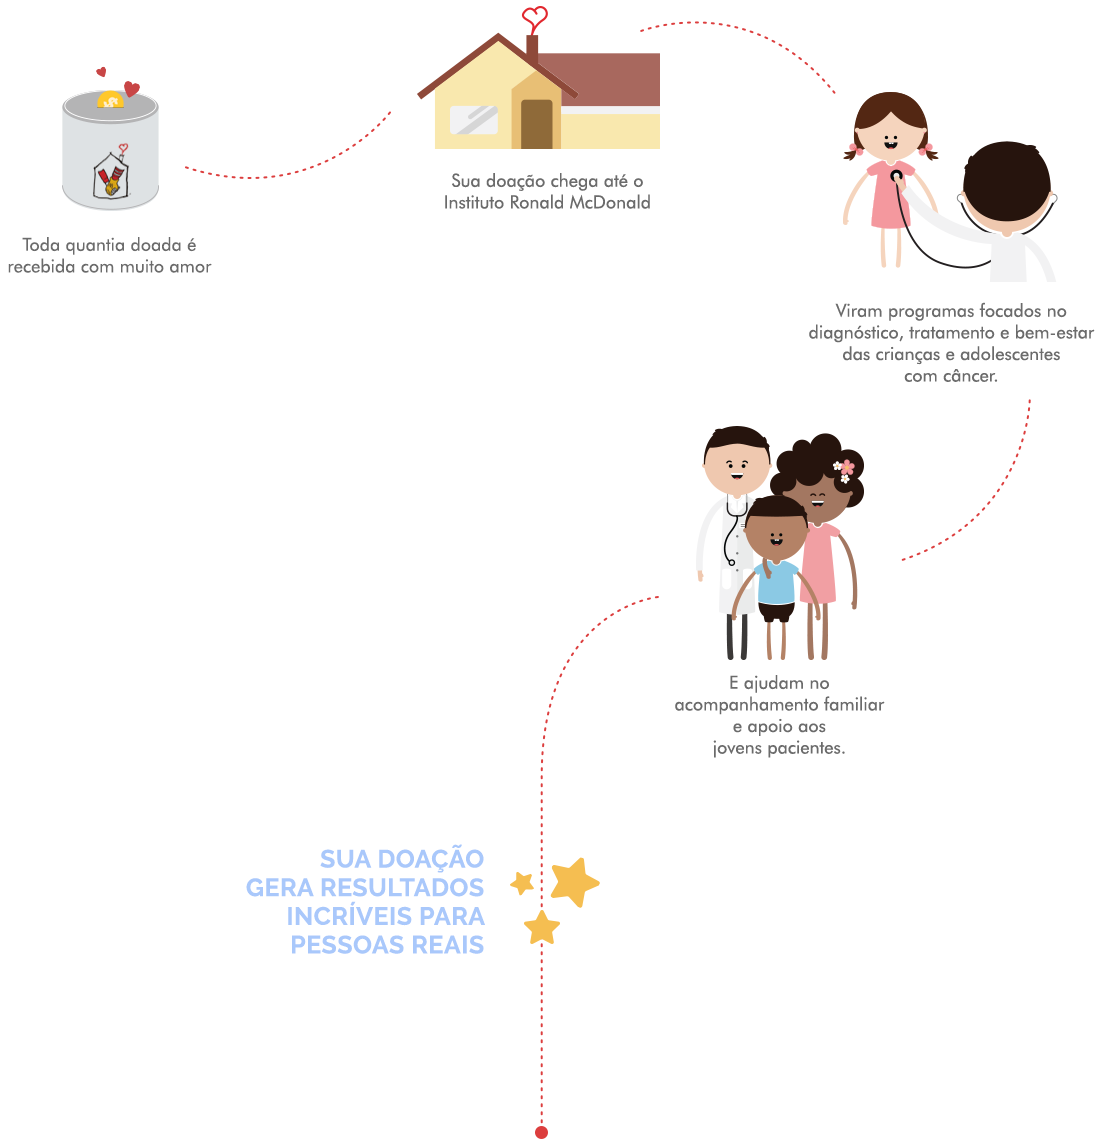 Toda quantia doada é
recebida com muito amor
Sua doação chega até o
Instituto Ronald McDonald
Viram programas focados no
diagnóstico, tratamento e bem-estar
das crianças e adolescentes
com câncer.
E ajudam no
acompanhamento familiar
e apoio aos
jovens pacientes.
SUA DOAÇÃO
GERA RESULTADOS
INCRÍVEIS PARA
PESSOAS REAIS